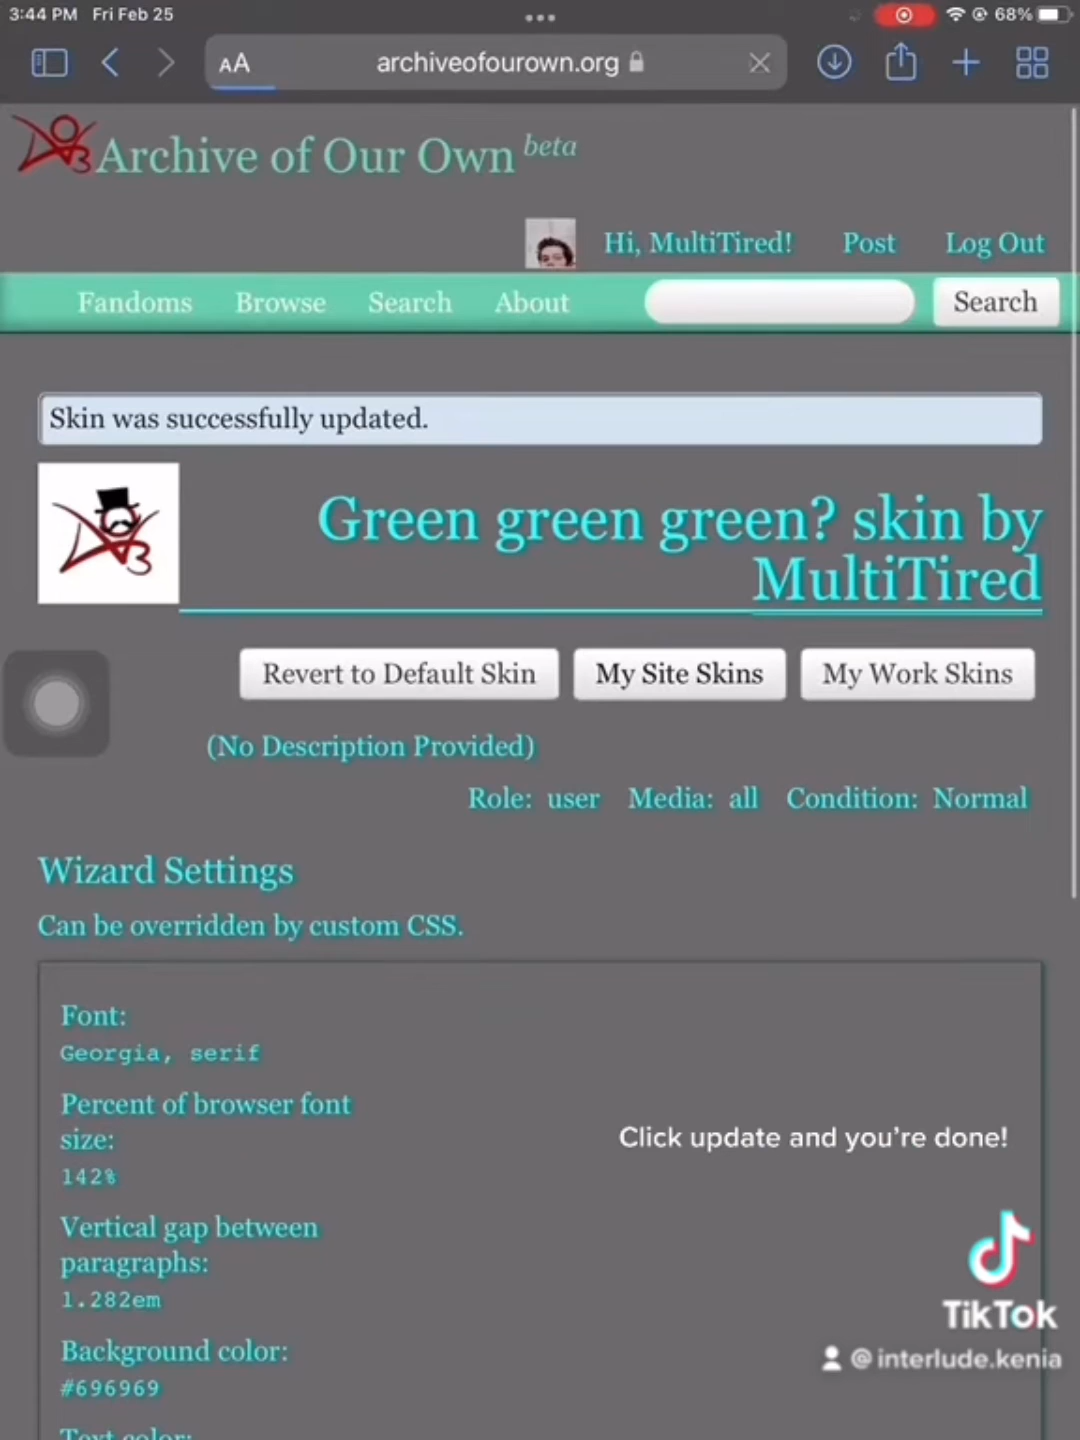 3:44 PM Fri Feb 25
68%
AA
archiveofourown.org
Archive of Our Own beta
Hi, MultiTired!
Post
Log Out
Fandoms
Browse
Search
About
Search
Skin was successfully updated.
Green green green? skin by
MultiTired
Revert to Default Skin
My Site Skins
My Work Skins
(No Description Provided)
Role: user Media: all Condition: Normal
Wizard Settings
Can be overridden by custom CSS.
Font:
Georgia, serif
Percent of browser font
size:
142%
Click update and you’re done!
Vertical gap between
paragraphs:
1.282em
TikTok
@interlude.kenia
Background color:
#696969
Text color: